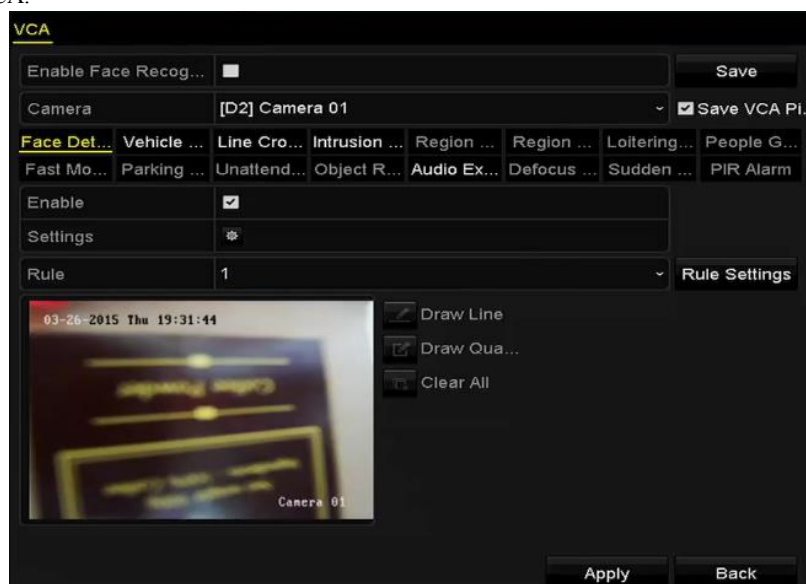 VCA
Enable Face Recog...
Save
Camera [D2] Camera 01
Save VCA Pi.
Face Det... Vehicle ... Line Cro... Intrusion ... Region ... Region ... Loitering... People G...
Fast Mo... Parking ... Unattend... Object R... Audio Ex... Defocus ... Sudden ... PIR Alarm
Enable
Settings
Rule 1 Rule Settings
03-26-2015 Thu 19:31:44
Draw Line
Draw Qua...
Clear All
Camera 01
Apply Back